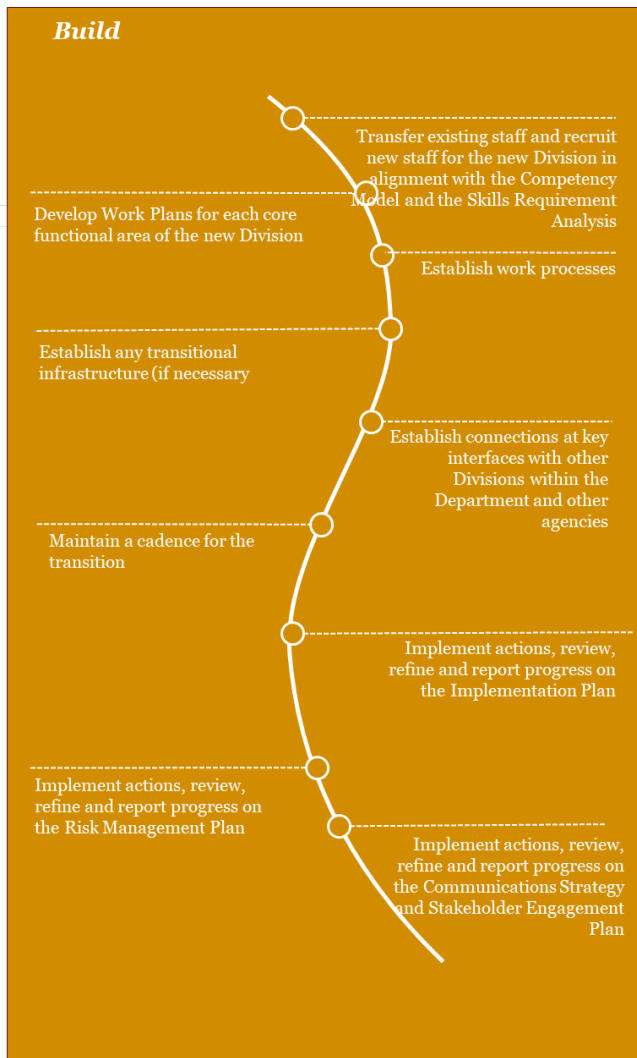 Build
Transfer existing staff and recruit
new staff for the new Division in
alignment with the Competency
Model and the Skills Requirement
Analysis
Develop Work Plans for each core
functional area of the new Division
Establish work processes
Establish any transitional
infrastructure (if necessary
Establish connections at key
interfaces with other
Divisions within the
Department and other
agencies
Maintain a cadence for the
transition
Implement actions, review,
refine and report progress on
the Implementation Plan
Implement actions, review,
refine and report progress on
the Risk Management Plan
Implement actions, review,
refine and report progress on
the Communications Strategy
and Stakeholder Engagement
Plan